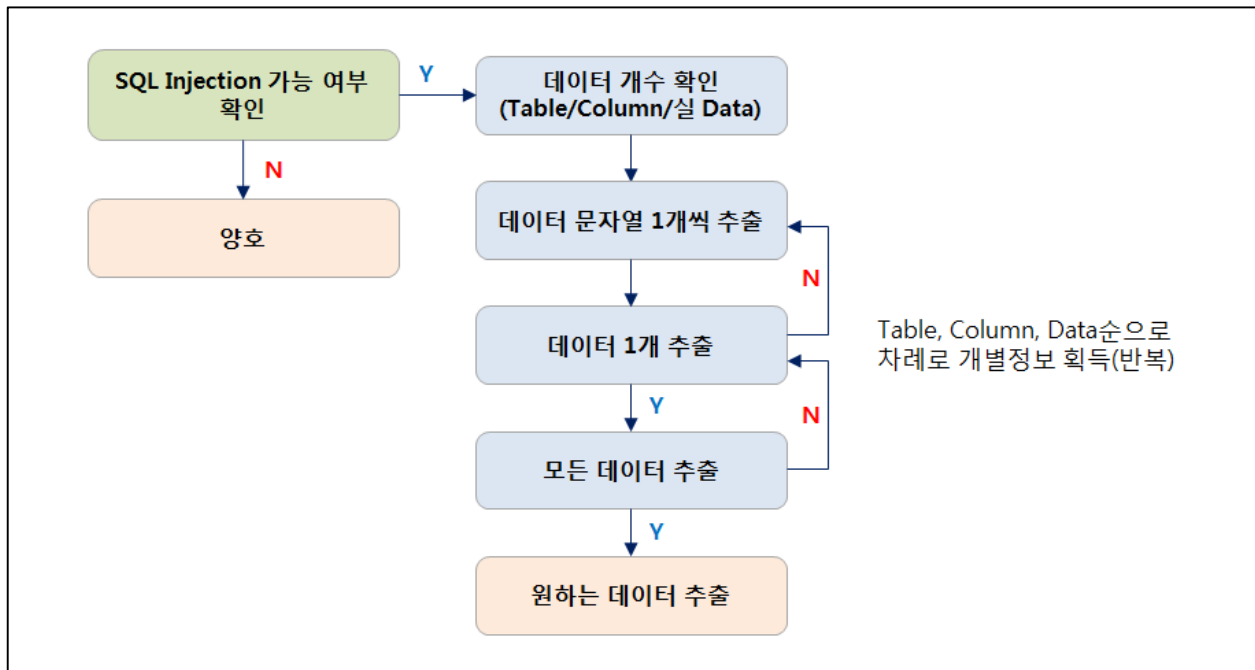 SQL Injection 가능 여부
확인
Y
데이터 개수 확인
(Table/Column/실 Data)
N
양호
데이터 문자열 1개씩 추출
N
데이터 1개 추출
Table, Column, Data순으로
차례로 개별정보 획득(반복)
Y
N
모든 데이터 추출
Y
원하는 데이터 추출